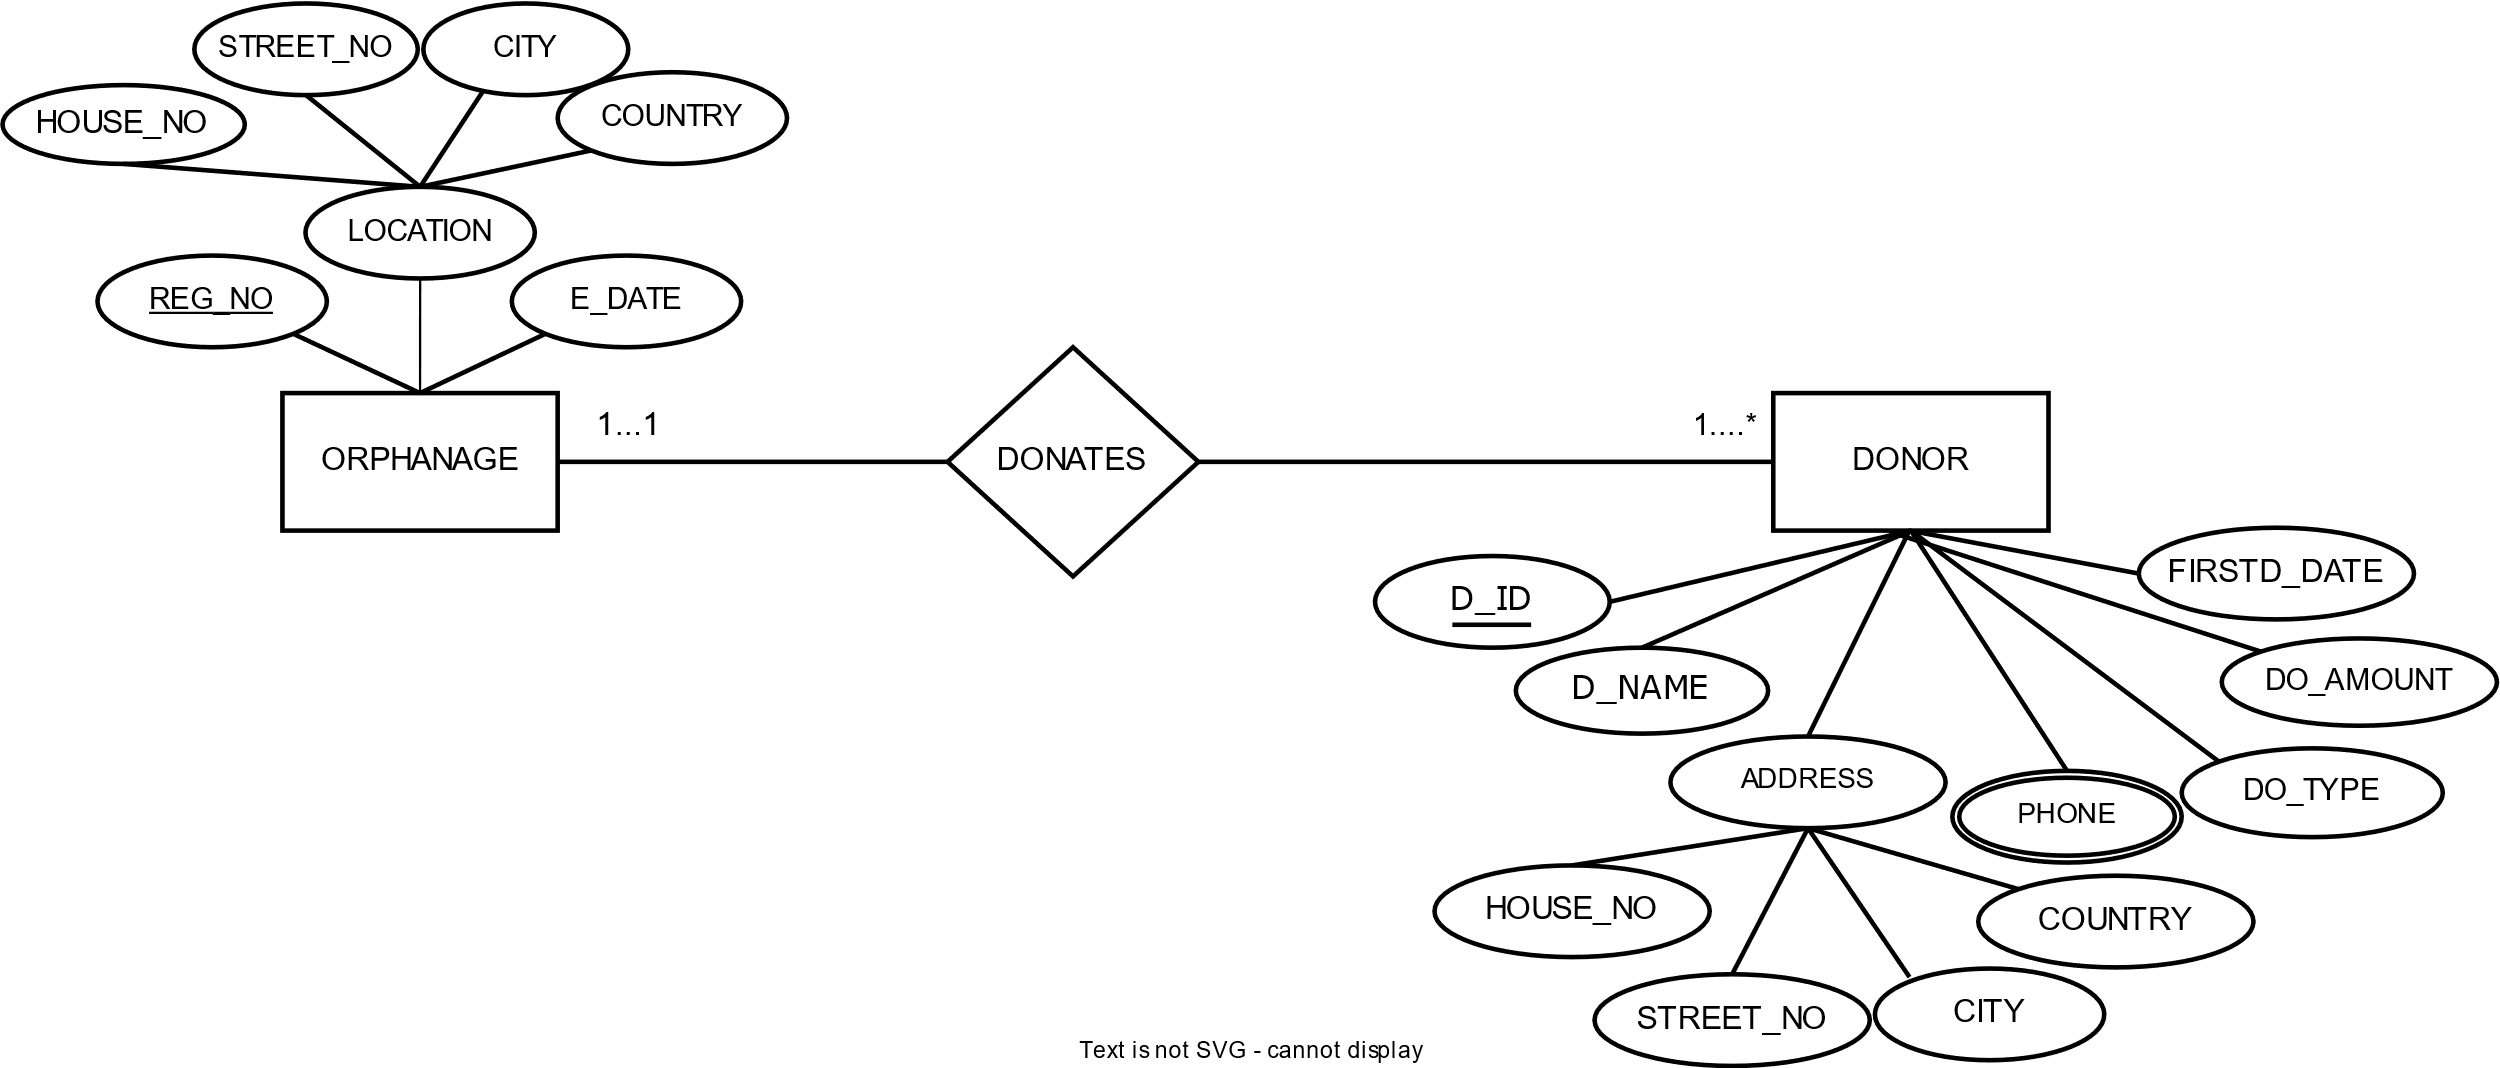 STREET_NO
CITY
HOUSE_NO
COUNTRY
LOCATION
REG_NO
E_DATE
1...1
1....*
ORPHANAGE
DONATES
DONOR
FIRSTD_DATE
D_ID
DO_AMOUNT
D_NAME
ADDRESS
DO_TYPE
PHONE
HOUSE_NO
COUNTRY
STREET_NO
CITY
Text is not SVG - cannot display